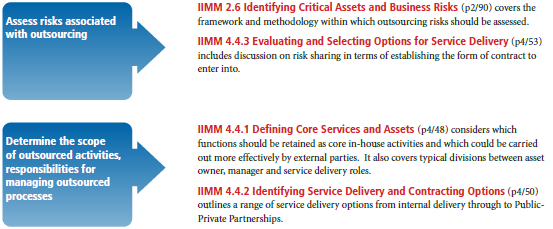 Assess risks associated
with outsourcing
IIMM 2.6 Identifying Critical Assets and Business Risks (p2/90) covers the
framework and methodology within which outsourcing risks should be assessed.
IIMM 4.4.3 Evaluating and Selecting Options for Service Delivery (p4/53)
includes discussion on risk sharing in terms of establishing the form of contract to
enter into.
Determine the scope
of outsourced activities,
responsibilities for
managing outsourced
processes
IIMM 4.4.1 Defining Core Services and Assets (p4/48) considers which
functions should be retained as core in-house activities and which could be carried
out more effectively by external parties. It also covers typical divisions between asset
owner, manager and service delivery roles.
IIMM 4.4.2 Identifying Service Delivery and Contracting Options (p4/50)
outlines a range of service delivery options from internal delivery through to Public-
Private Partnerships.